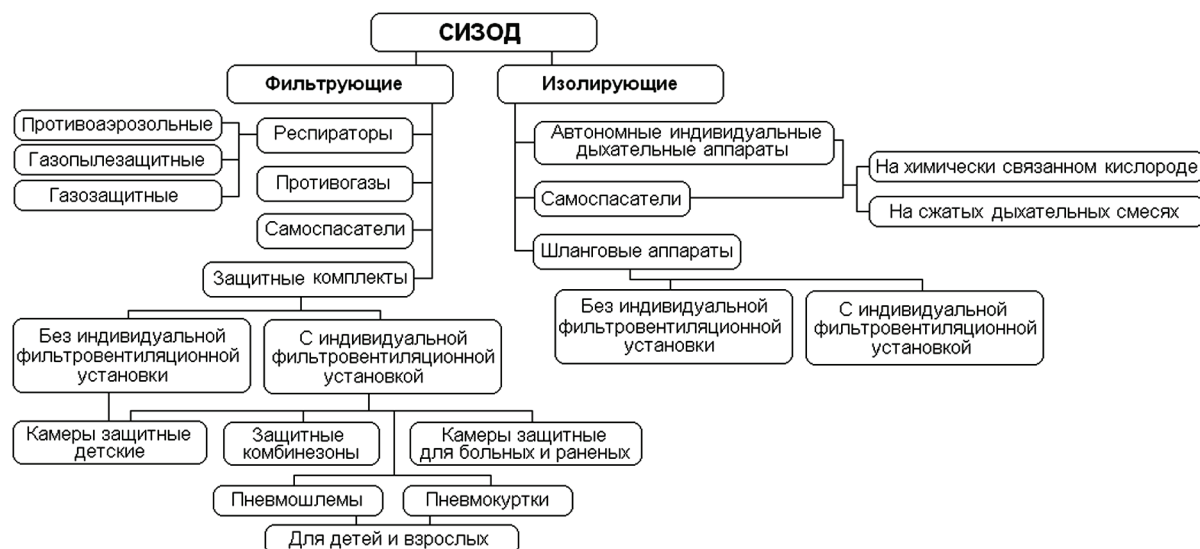 СИЗОД
Фильтрующие
Изолирующие
Противоаэрозольные
Газопылезащитные
Газозащитные
Респираторы
Противогазы
Самоспасатели
Защитные комплекты
Автономные индивидуальные
дыхательные аппараты
Самоспасатели
Шланговые аппараты
На химически связанном кислороде
На сжатых дыхательных смесях
Без индивидуальной
фильтровентиляционной
установки
С индивидуальной
фильтровентиляционной
установкой
Без индивидуальной
фильтровентиляционной
установки
С индивидуальной
фильтровентиляционной
установкой
Камеры защитные
детские
Защитные
комбинезоны
Камеры защитные
для больных и раненых
Пневмошлемы
Пневмокуртки
Для детей и взрослых